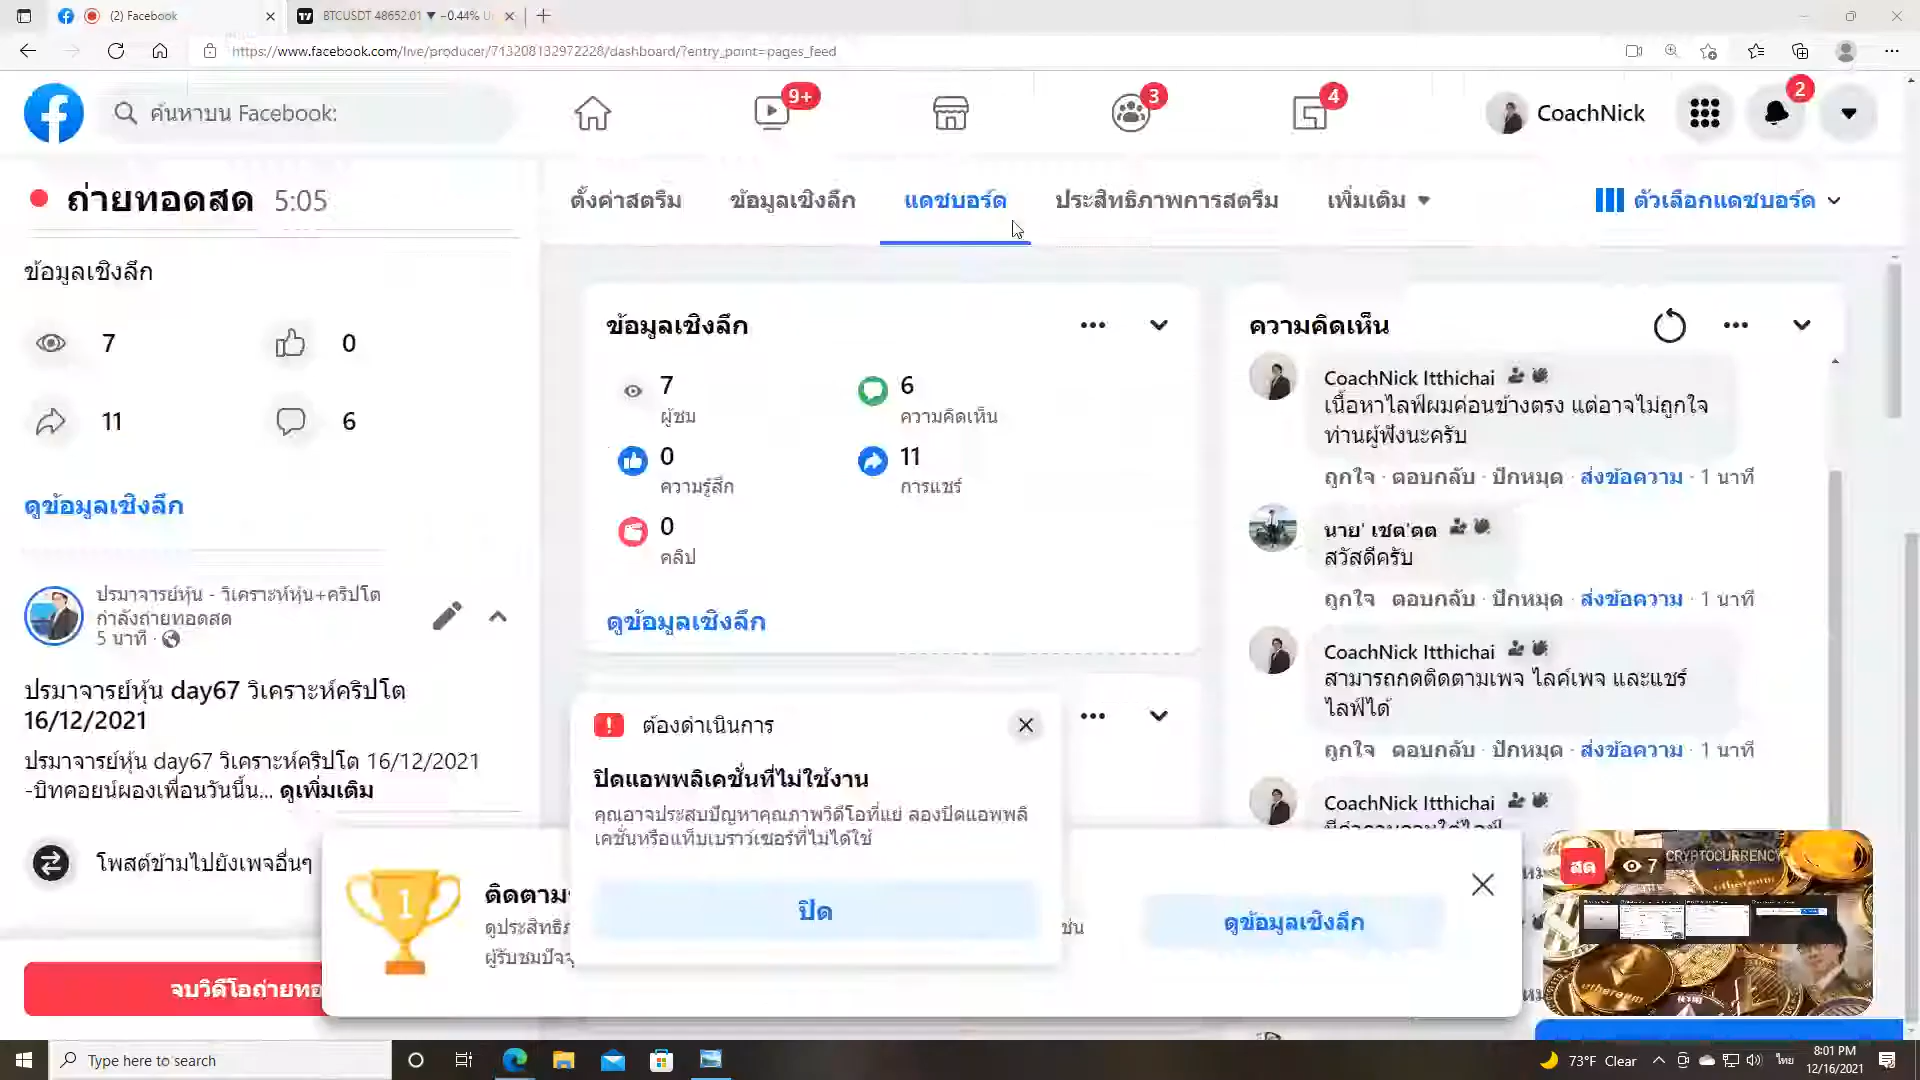 (2) Facebook
BTCUSDT 48652.01 ▼ −0.44% U
https://www.facebook.com/live/producer/713208132972228/dashboard/?entry_point=pages_feed
ค้นหาบน Facebook:
9+
3
4
CoachNick
2
ถ่ายทอดสด 5:05
ตั้งค่าสตรีม
ข้อมูลเชิงลึก
แดชบอร์ด
ประสิทธิภาพการสตรีม
เพิ่มเติม
ตัวเลือกแดชบอร์ด
ข้อมูลเชิงลึก
7
0
11
6
ดูข้อมูลเชิงลึก
ปรมาจารย์หุ้น - วิเคราะห์หุ้น+คริปโต
กำลังถ่ายทอดสด
5 นาที ·
ปรมาจารย์หุ้น day67 วิเคราะห์คริปโต
16/12/2021
ปรมาจารย์หุ้น day67 วิเคราะห์คริปโต 16/12/2021
-บิทคอยน์ผองเพื่อนวันนี้น... ดูเพิ่มเติม
โพสต์ข้ามไปยังเพจอื่นๆ
จบวิดีโอถ่ายทอ
ข้อมูลเชิงลึก
7
ผู้ชม
6
ความคิดเห็น
0
ความรู้สึก
11
การแชร์
0
คลิป
ดูข้อมูลเชิงลึก
ต้องดำเนินการ
ปิดแอพพลิเคชั่นที่ไม่ใช้งาน
คุณอาจประสบปัญหาคุณภาพวิดีโอที่แย่ ลองปิดแอพพลิ
เคชั่นหรือแท็บเบราว์เซอร์ที่ไม่ได้ใช้
ปิด
1
ติดตาม
ดูประสิทธิภ
ผู้รับชมปัจจุ
ช่น
ดูข้อมูลเชิงลึก
ความคิดเห็น
CoachNick Itthichai
เนื้อหาไลฟ์ผมค่อนข้างตรง แต่อาจไม่ถูกใจ
ท่านผู้ฟังนะครับ
ถูกใจ · ตอบกลับ · ปักหมุด · ส่งข้อความ · 1 นาที
นาย' เซต'ตต
สวัสดีครับ
ถูกใจ ตอบกลับ · ปักหมุด · ส่งข้อความ · 1 นาที
CoachNick Itthichai
สามารถกดติดตามเพจ ไลค์เพจ และแชร์
ไลฟ์ได้
ถูกใจ ตอบกลับ · ปักหมุด · ส่งข้อความ · 1 นาที
CoachNick Itthichai
สด
7
CRYPTOCURRENCY
ethereum
Type here to search
73°F Clear
ไทย
8:01 PM
12/16/2021